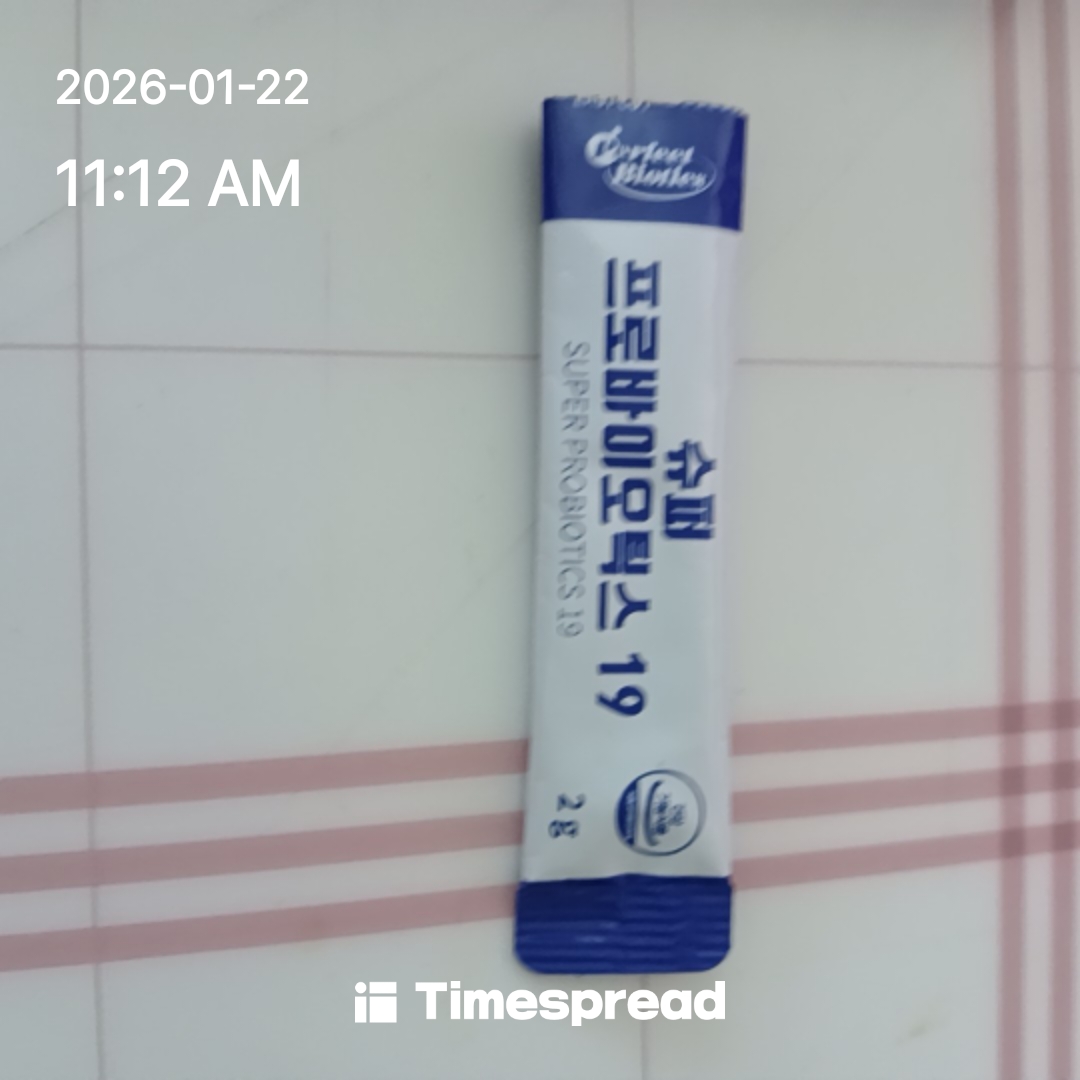 2026-01-22
11:12 AM
Perfect
Biotics
슈퍼
프로바이오틱스 19
SUPER PROBIOTICS 19
2g
Timespread